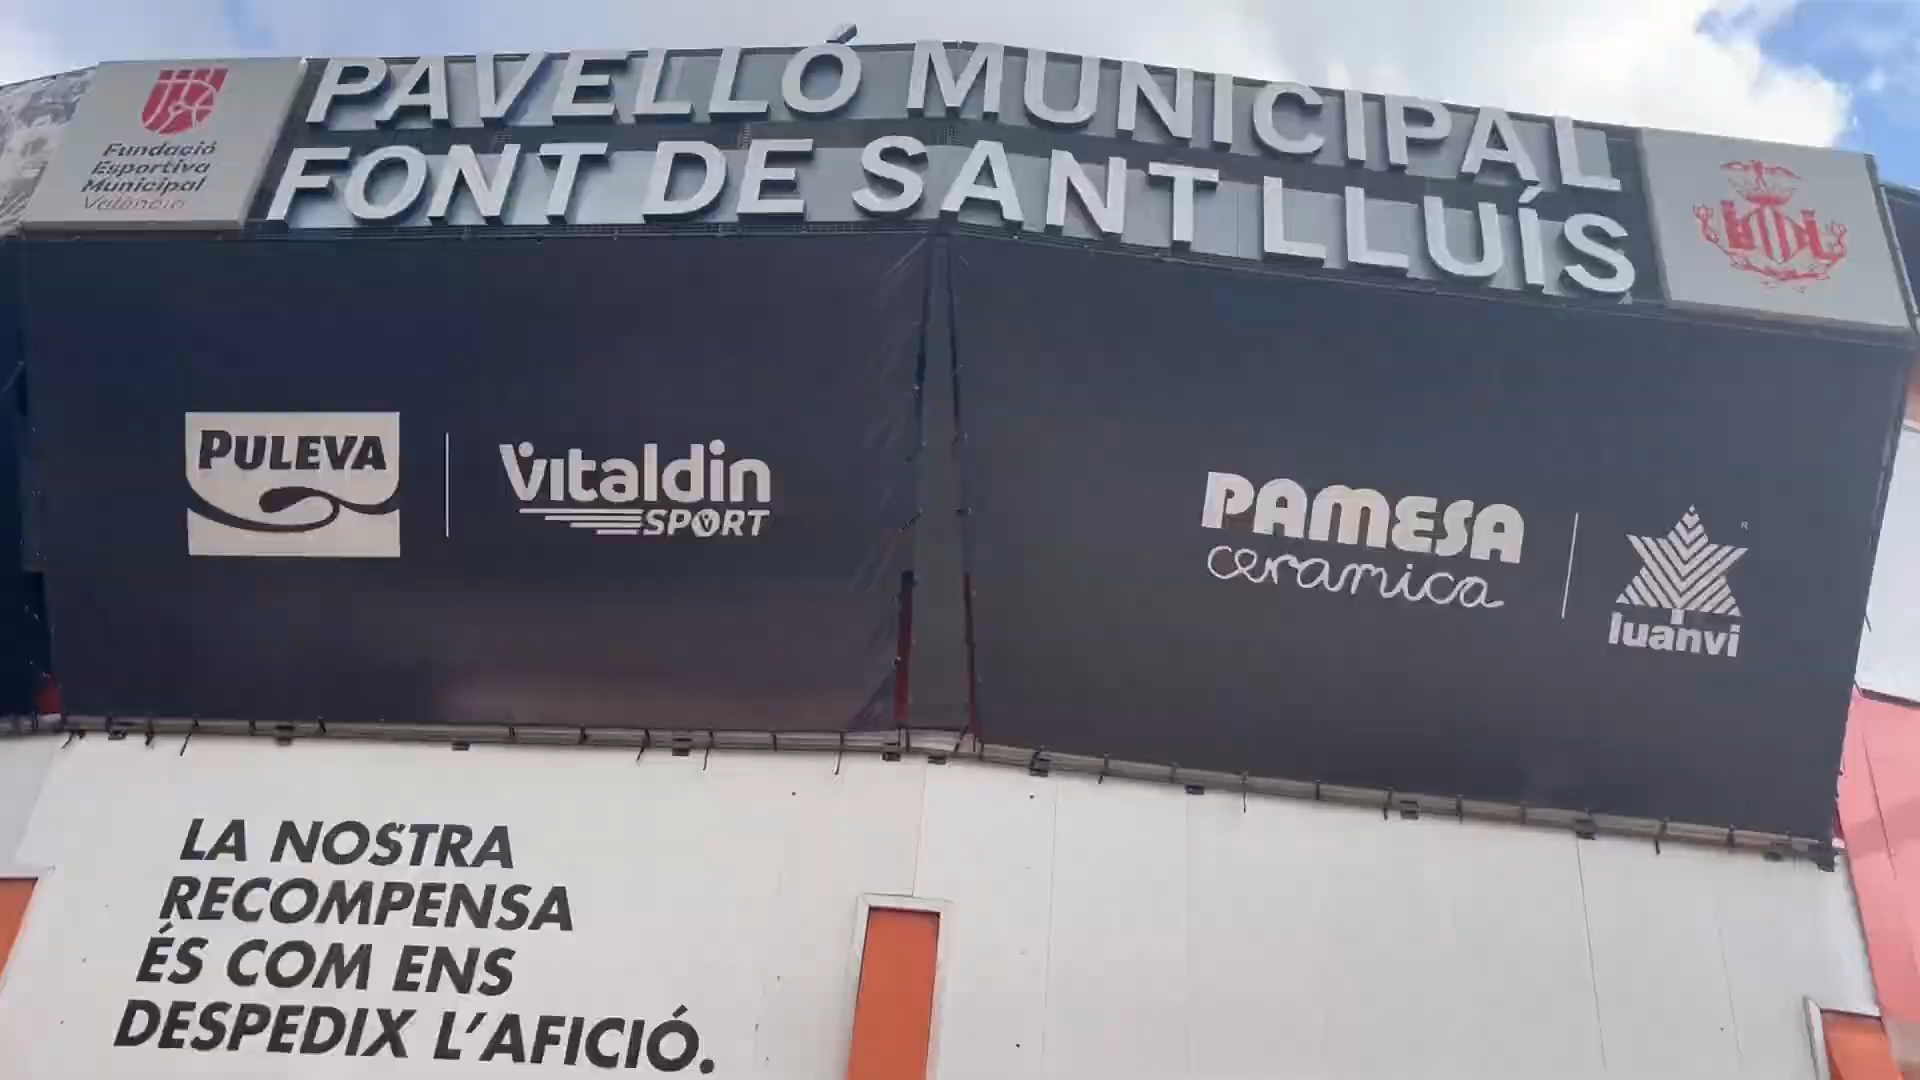 Fundació
Esportiva
Municipal
València
PAVELLÓ MUNICIPAL
FONT DE SANT LLUÍS
PULEVA
Vitaldin
SPORT
PAMESA
ceramica
luanvi
LA NOSTRA
RECOMPENSA
ÉS COM ENS
DESPEDIX L'AFICIÓ.